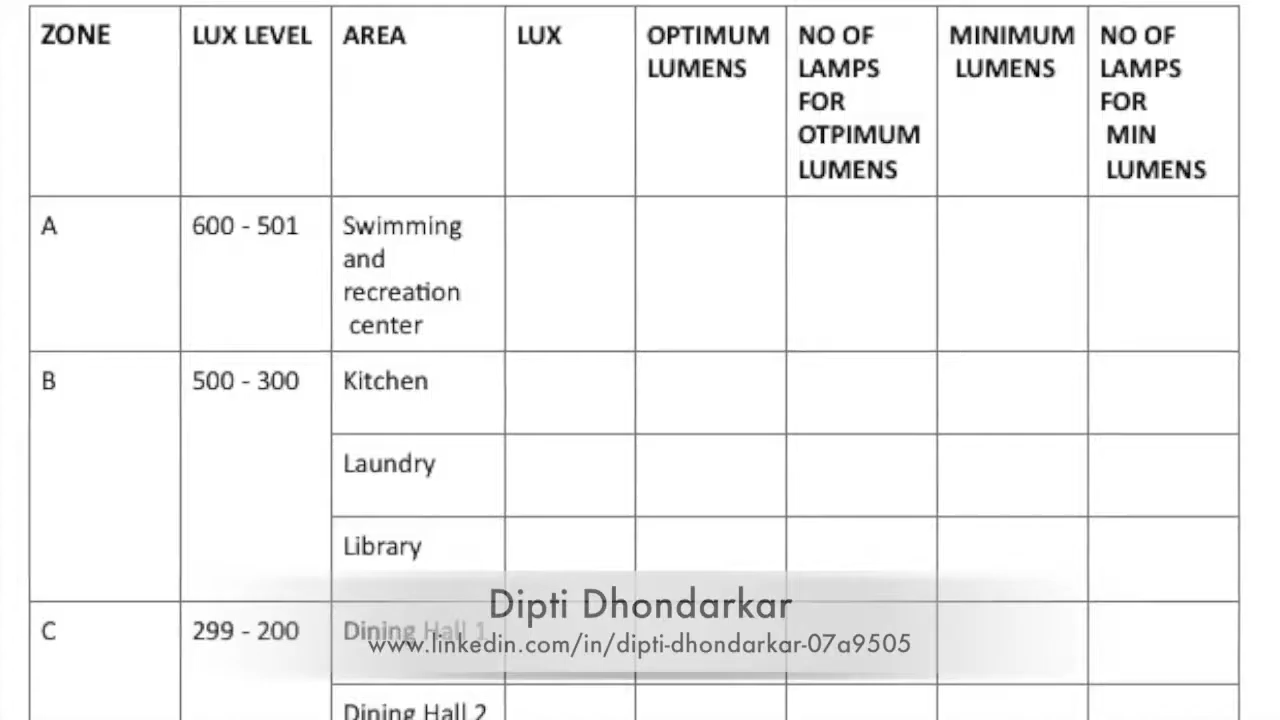 ZONE
LUX LEVEL
AREA
LUX
OPTIMUM
LUMENS
NO OF
LAMPS
FOR
OTPIMUM
LUMENS
MINIMUM
LUMENS
NO OF
LAMPS
FOR
MIN
LUMENS
A
600 - 501
Swimming
and
recreation
center
B
500 - 300
Kitchen
Laundry
Library
C
299 - 200
Dining Hall 1
Dining Hall 2
Dipti Dhondarkar
www.linkedin.com/in/dipti-dhondarkar-07a9505